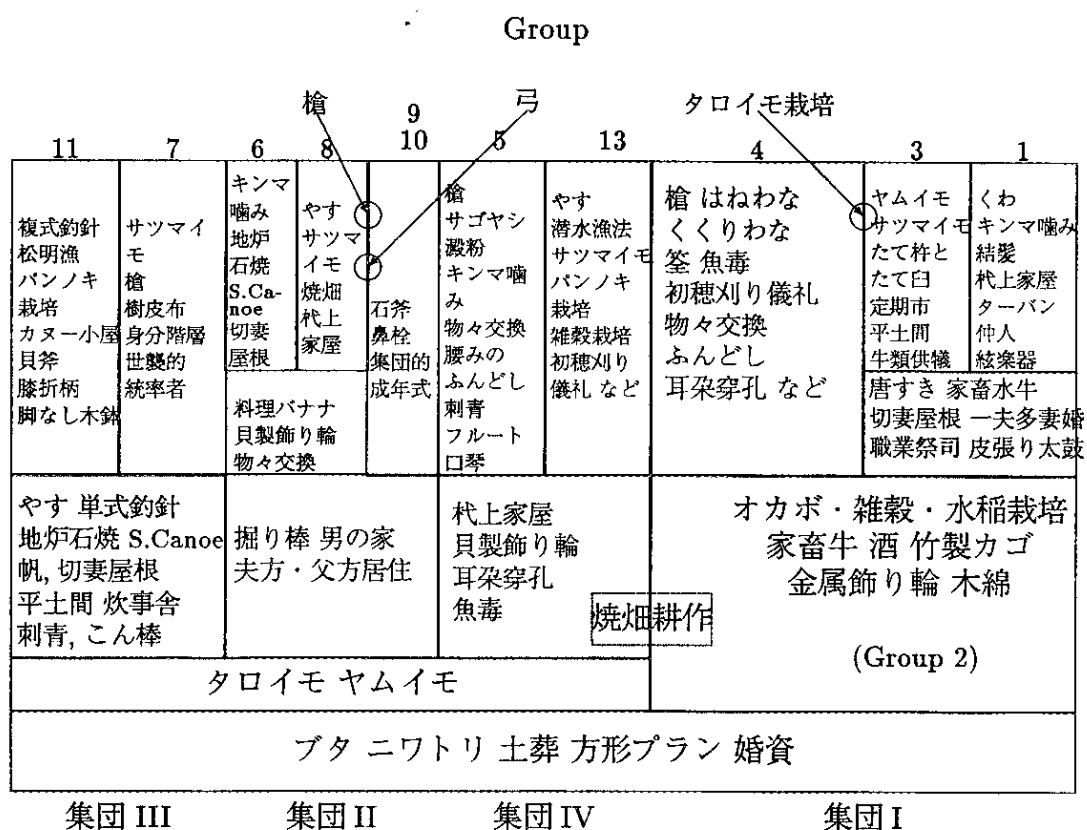 Group
槍
弓
タロイモ栽培
11
7
6
8
9
10
5
13
4
3
1
複式釣針
松明漁
パンノキ
栽培
カヌー小屋
貝斧
膝折柄
脚なし木鉢
サツマイ
モ
槍
樹皮布
身分階層
世襲的
統率者
キンマ
噛み
地炉
石焼
S.Ca-
noe
切妻
屋根
やす
サツマ
イモ
焼畑
杙上
家屋
料理バナナ
貝製飾り輪
物々交換
石斧
鼻栓
集団的
成年式
槍
サゴヤシ
澱粉
キンマ噛
み
物々交換
腰みの
ふんどし
刺青
フルート
口琴
やす
潜水漁法
サツマイモ
パンノキ
栽培
雑穀栽培
初穂刈り
儀礼 など
槍 はねわな
くくりわな
筌 魚毒
初穂刈り儀礼
物々交換
ふんどし
耳朶穿孔 など
ヤムイモ
サツマイモ
たて杵と
たて臼
定期市
平土間
牛類供犠
くわ
キンマ噛み
結髪
杙上家屋
ターバン
仲人
絃楽器
唐すき 家畜水牛
切妻屋根 一夫多妻婚
職業祭司 皮張り太鼓
やす 単式釣針
地炉石焼 S.Canoe
帆, 切妻屋根
平土間 炊事舎
刺青, こん棒
掘り棒 男の家
夫方・父方居住
杙上家屋
貝製飾り輪
耳朶穿孔
魚毒
焼畑耕作
オカボ・雑穀・水稲栽培
家畜牛 酒 竹製カゴ
金属飾り輪 木綿
(Group 2)
タロイモ ヤムイモ
ブタ ニワトリ 土葬 方形プラン 婚資
集団 III
集団 II
集団 IV
集団 I